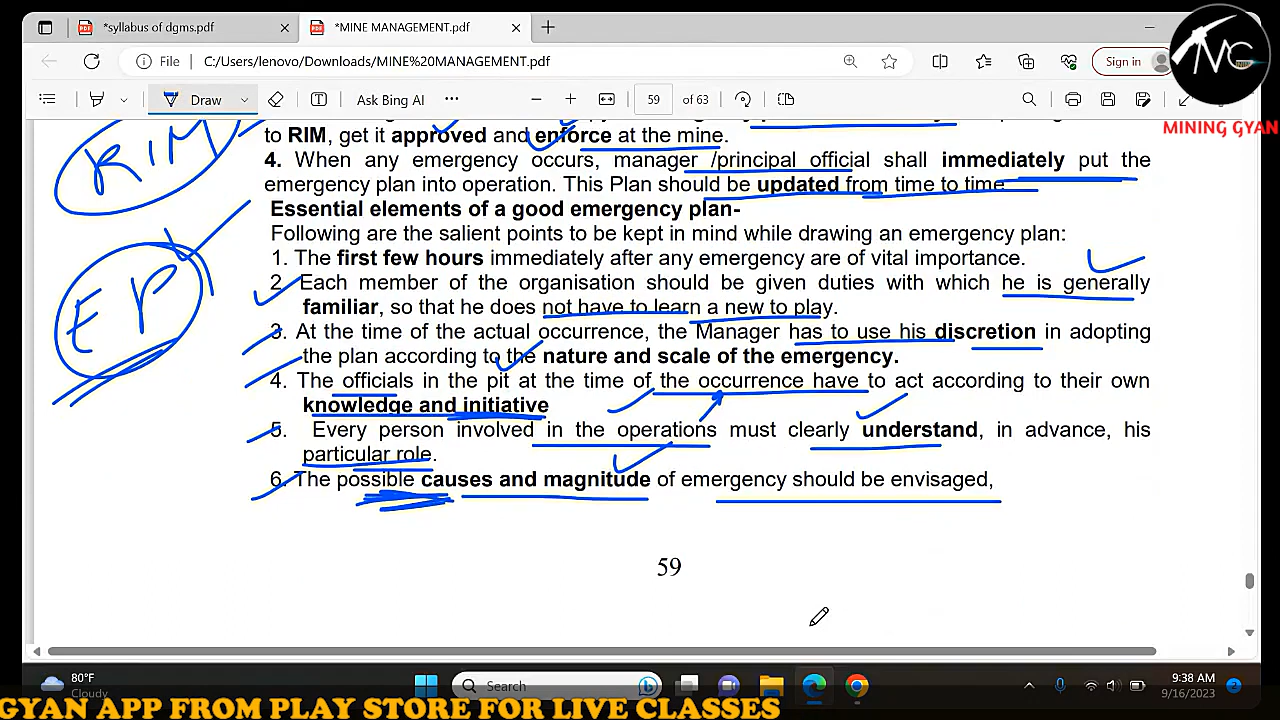 *syllabus of dgms.pdf
*MINE MANAGEMENT.pdf
File C:/Users/lenovo/Downloads/MINE%20MANAGEMENT.pdf
Sign in
MC
MINING GYAN
Draw
Ask Bing AI
59 of 63
to RIM, get it approved and enforce at the mine.
RIM
4. When any emergency occurs, manager /principal official shall immediately put the
emergency plan into operation. This Plan should be updated from time to time
Essential elements of a good emergency plan-
Following are the salient points to be kept in mind while drawing an emergency plan:
1. The first few hours immediately after any emergency are of vital importance.
EP
2. Each member of the organisation should be given duties with which he is generally
familiar, so that he does not have to learn a new to play.
3. At the time of the actual occurrence, the Manager has to use his discretion in adopting
the plan according to the nature and scale of the emergency.
4. The officials in the pit at the time of the occurrence have to act according to their own
knowledge and initiative
5. Every person involved in the operations must clearly understand, in advance, his
particular role.
6. The possible causes and magnitude of emergency should be envisaged,
59
80°F
Cloudy
Search
9:38 AM
9/16/2023
GYAN APP FROM PLAY STORE FOR LIVE CLASSES